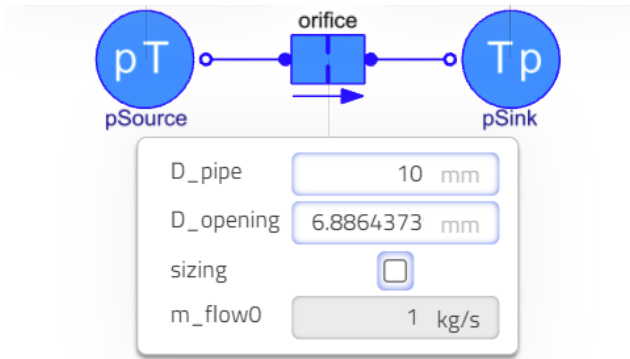 orifice
pT
Tp
pSource
pSink
D_pipe 10 mm
D_opening 6.8864373 mm
sizing
m_flow0 1 kg/s